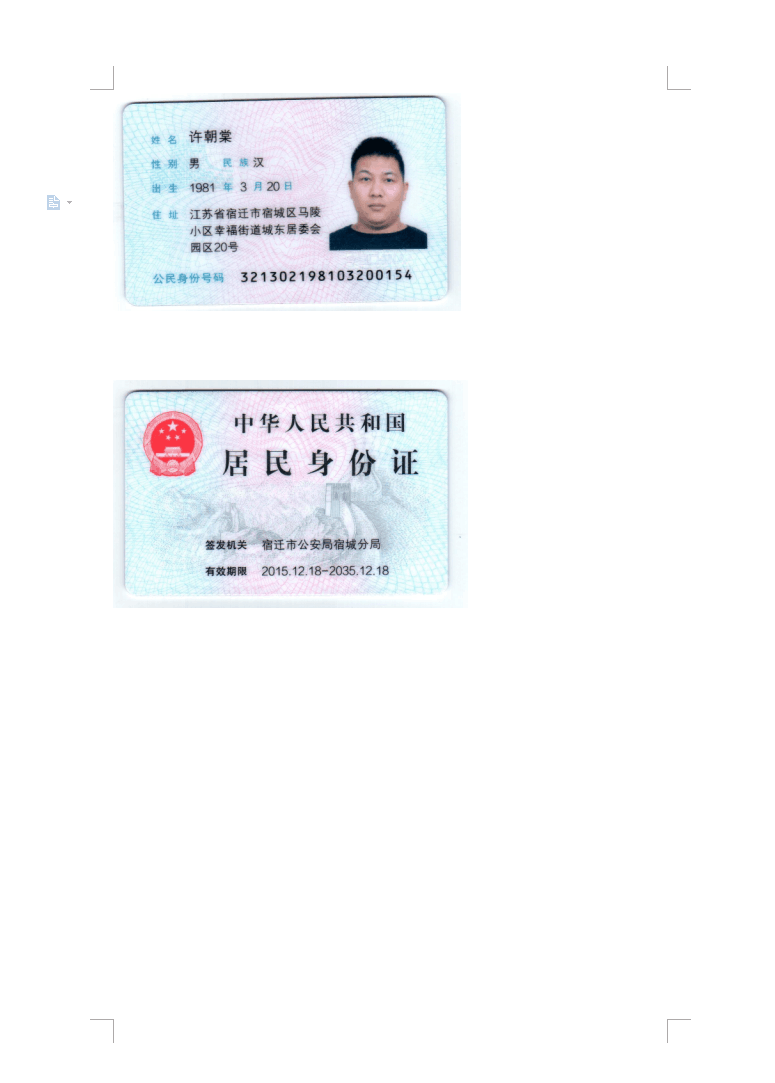 姓名 许朝棠
性别 男 民族 汉
出生 1981 年 3 月 20 日
住址 江苏省宿迁市宿城区马陵
小区幸福街道城东居委会
园区20号
公民身份号码 321302198103200154
中华人民共和国
居民身份证
签发机关 宿迁市公安局宿城分局
有效期限 2015.12.18-2035.12.18